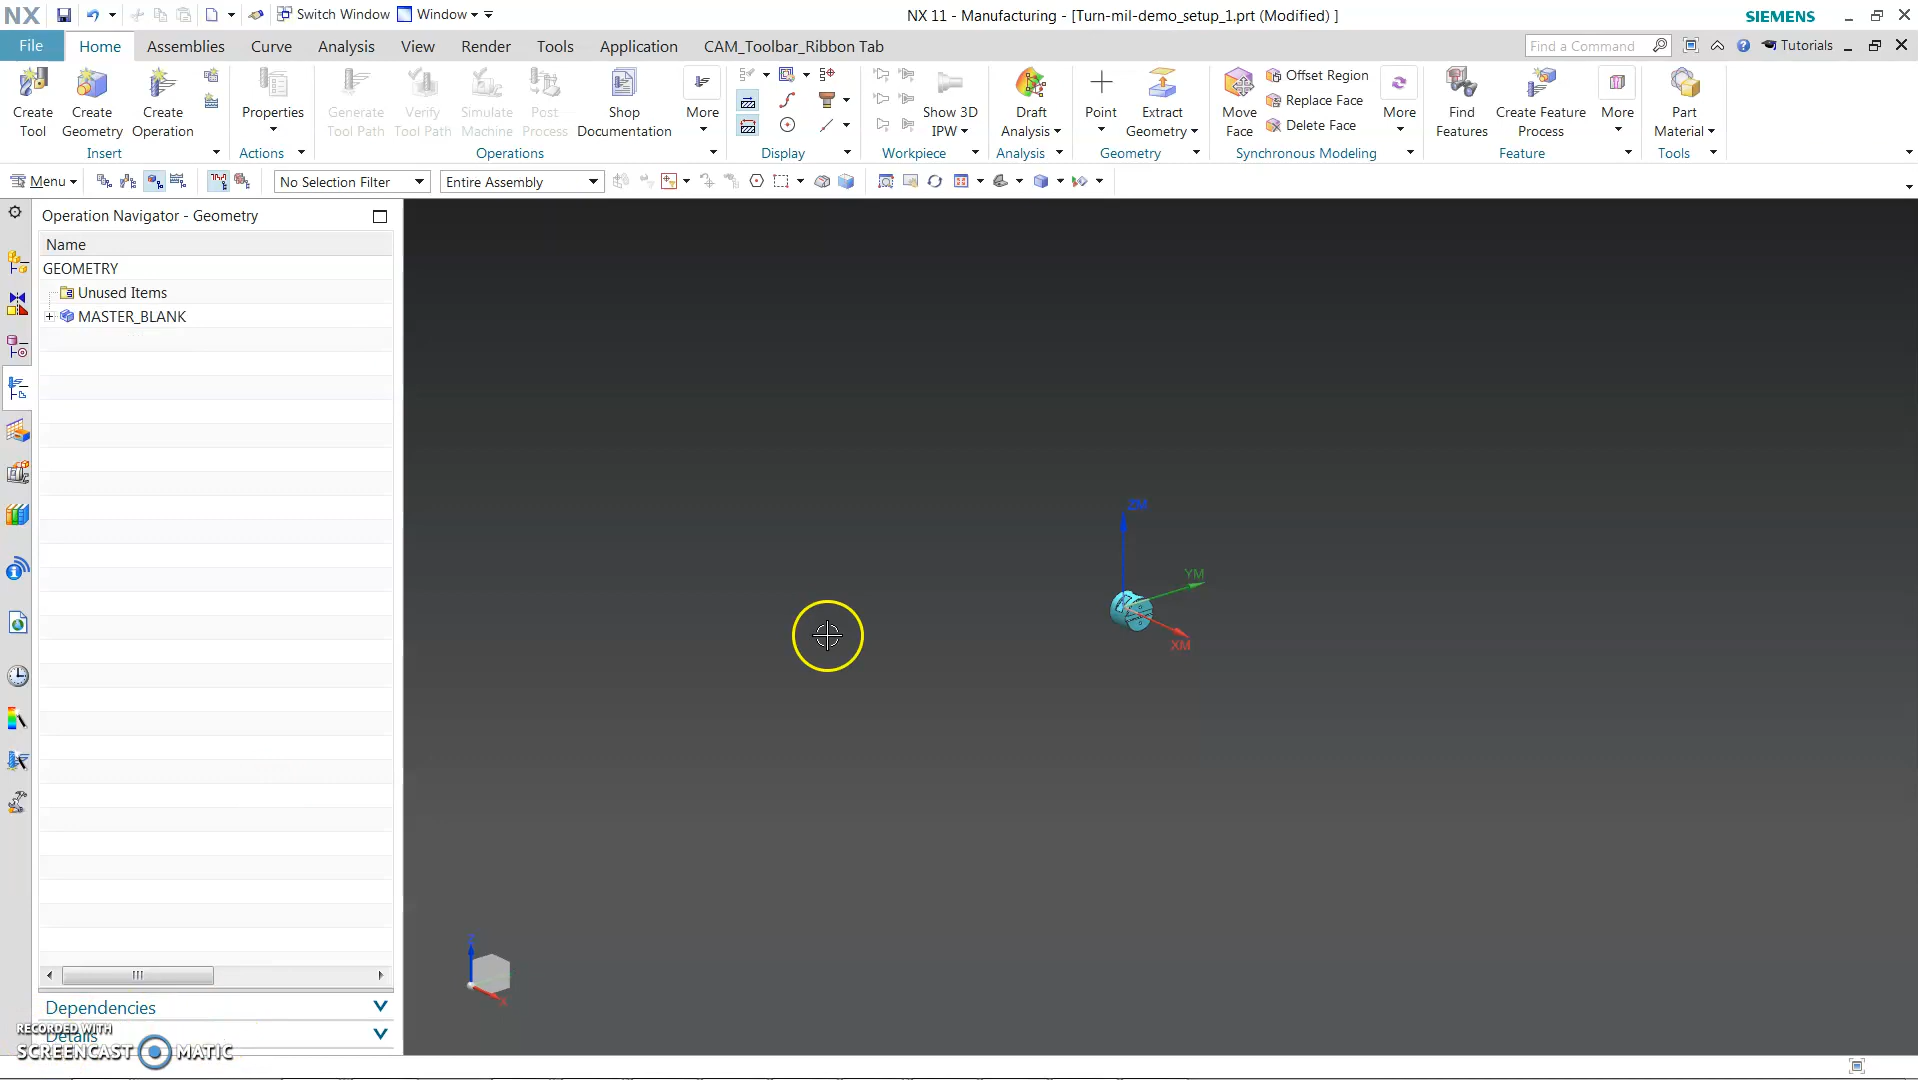 NX
Switch Window
Window
NX 11 - Manufacturing - [Turn-mil-demo_setup_1.prt (Modified) ]
SIEMENS
File
Home
Assemblies
Curve
Analysis
View
Render
Tools
Application
CAM_Toolbar_Ribbon Tab
Find a Command
Tutorials
Create Tool
Create Geometry
Create Operation
Insert
Properties
Actions
Generate Tool Path
Verify Tool Path
Simulate Machine
Post Process
Shop Documentation
More
Operations
Display
Show 3D IPW
Workpiece
Draft Analysis
Analysis
Point
Extract Geometry
Geometry
Move Face
Offset Region
Replace Face
Delete Face
More
Synchronous Modeling
Find Features
Create Feature Process
More
Feature
Part Material
Tools
Menu
No Selection Filter
Entire Assembly
Operation Navigator - Geometry
Name
GEOMETRY
Unused Items
MASTER_BLANK
ZM
YM
XM
Z
X
Dependencies
Details
RECORDED WITH
SCREENCAST MATIC